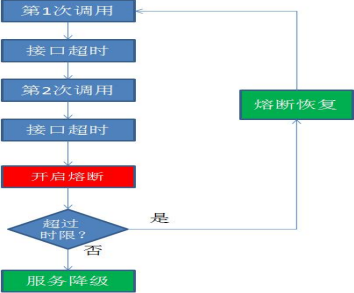 第1次调用
接口超时
第2次调用
接口超时
开启熔断
超过
时限？
是
否
服务降级
熔断恢复